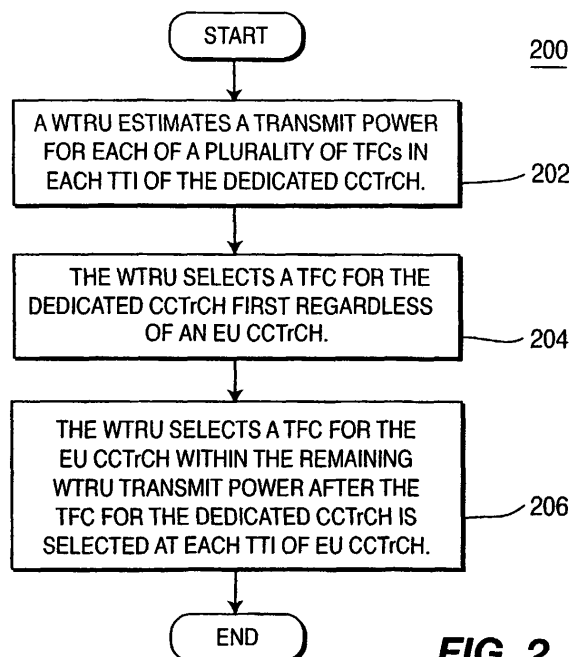 START
200
A WTRU ESTIMATES A TRANSMIT POWER
FOR EACH OF A PLURALITY OF TFCs IN
EACH TTI OF THE DEDICATED CCTrCH.
202
THE WTRU SELECTS A TFC FOR THE
DEDICATED CCTrCH FIRST REGARDLESS
OF AN EU CCTrCH.
204
THE WTRU SELECTS A TFC FOR THE
EU CCTrCH WITHIN THE REMAINING
WTRU TRANSMIT POWER AFTER THE
TFC FOR THE DEDICATED CCTrCH IS
SELECTED AT EACH TTI OF EU CCTrCH.
206
END
FIG. 2